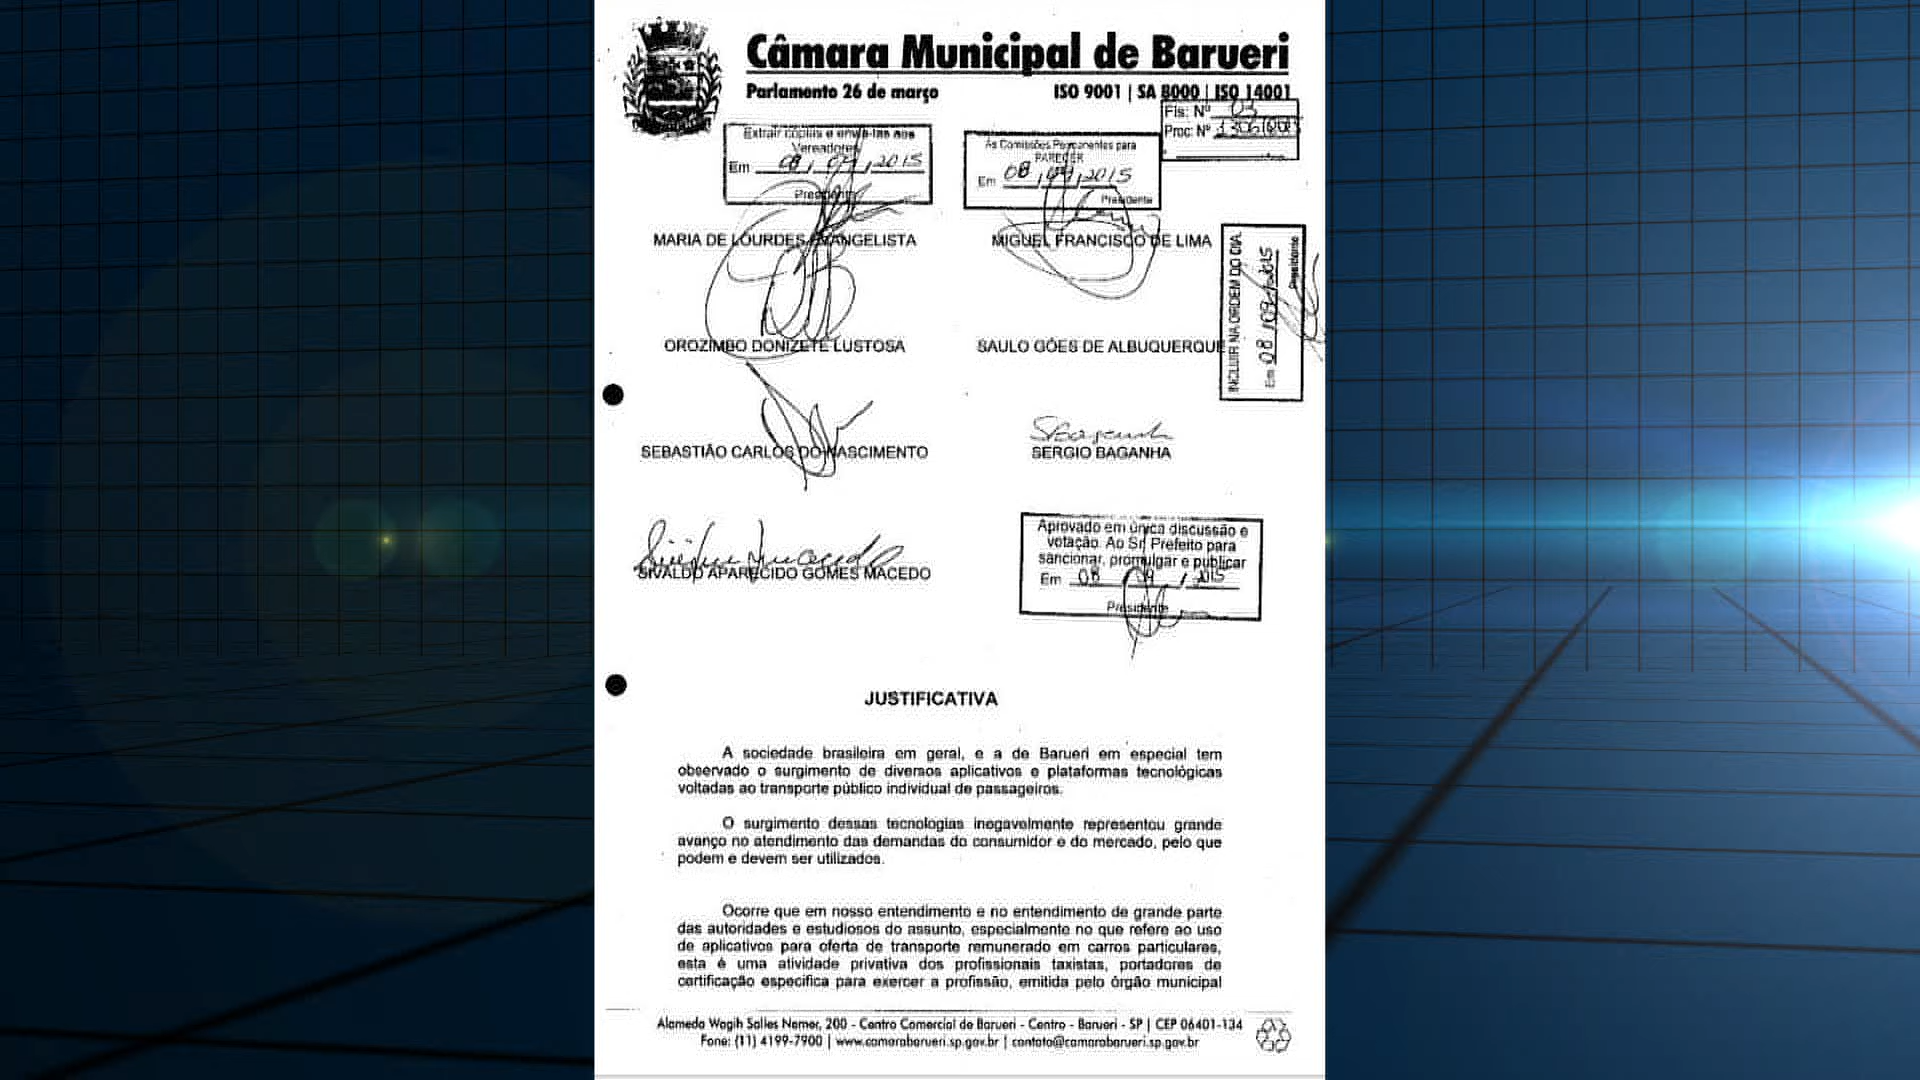 Câmara Municipal de Barueri
Parlamento 26 de março ISO 9001 | SA 8000 | ISO 14001
Fls: Nº 03
Proc: Nº
Extrair cópias e enviá-las aos
Vereadores
Em 08/09/2015
Presidente
Às Comissões Permanentes para
PARECER
Em 08/09/2015
Presidente
MARIA DE LOURDES EVANGELISTA MIGUEL FRANCISCO DE LIMA
INCLUIR NA ORDEM DO DIA.
Em 08/09/2015
Presidente
OROZIMBO DONIZETE LUSTOSA SAULO GÓES DE ALBUQUERQUE
SEBASTIÃO CARLOS DO NASCIMENTO SERGIO BAGANHA
SIVALDO APARECIDO GOMES MACEDO
Aprovado em única discussão e
votação. Ao Sr. Prefeito para
sancionar, promulgar e publicar
Em 08/09/2015
Presidente
JUSTIFICATIVA
A sociedade brasileira em geral, e a de Barueri em especial tem
observado o surgimento de diversos aplicativos e plataformas tecnológicas
voltadas ao transporte público individual de passageiros.
O surgimento dessas tecnologias inegavelmente representou grande
avanço no atendimento das demandas do consumidor e do mercado, pelo que
podem e devem ser utilizados.
Ocorre que em nosso entendimento e no entendimento de grande parte
das autoridades e estudiosos do assunto, especialmente no que refere ao uso
de aplicativos para oferta de transporte remunerado em carros particulares,
esta é uma atividade privativa dos profissionais taxistas, portadores de
certificação específica para exercer a profissão, emitida pelo órgão municipal
Alameda Wagih Salles Nemer, 200 - Centro Comercial de Barueri - Centro - Barueri - SP | CEP 06401-134
Fone: (11) 4199-7900 | www.camarabarueri.sp.gov.br | contato@camarabarueri.sp.gov.br